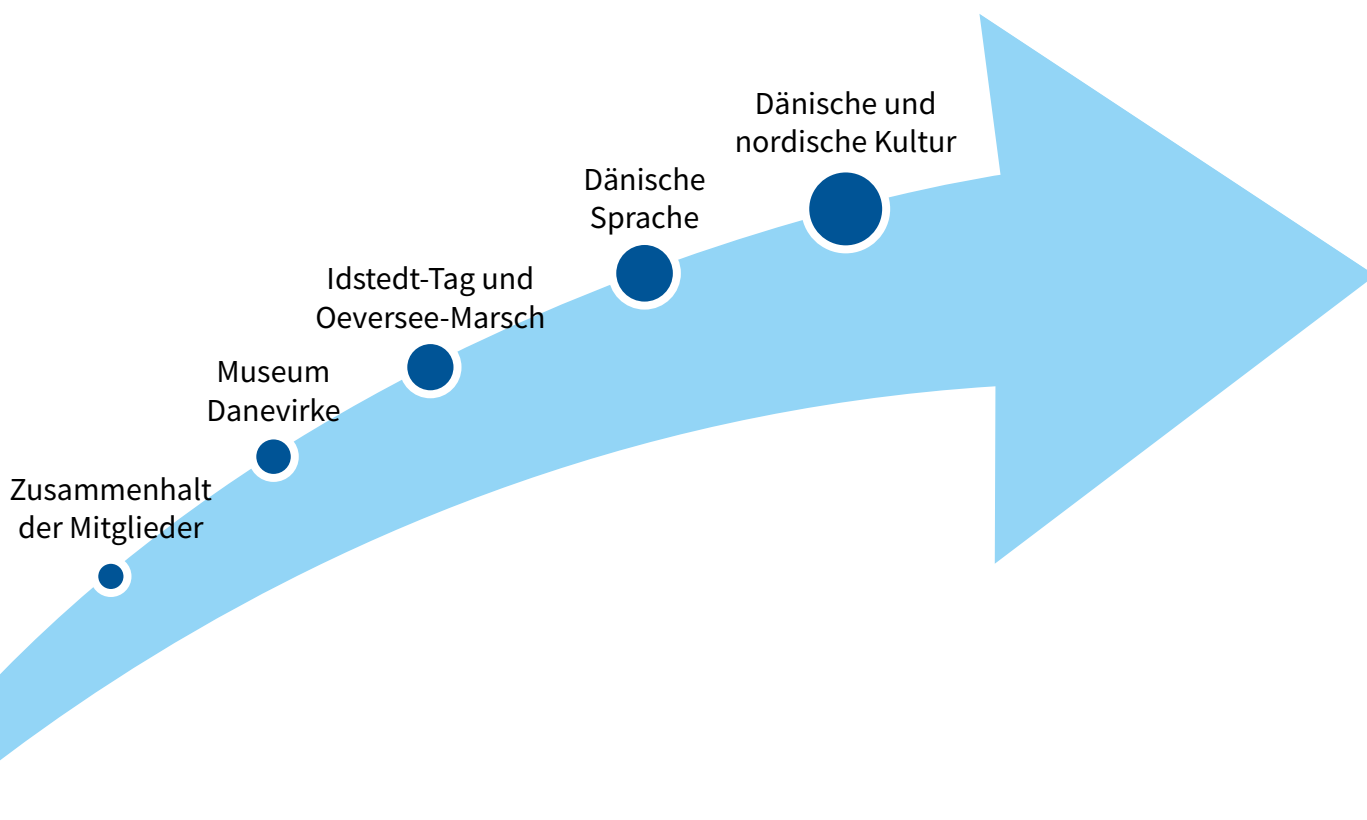 Dänische und
nordische Kultur
Dänische
Sprache
Idstedt-Tag und
Oeversee-Marsch
Museum
Danevirke
Zusammenhalt
der Mitglieder